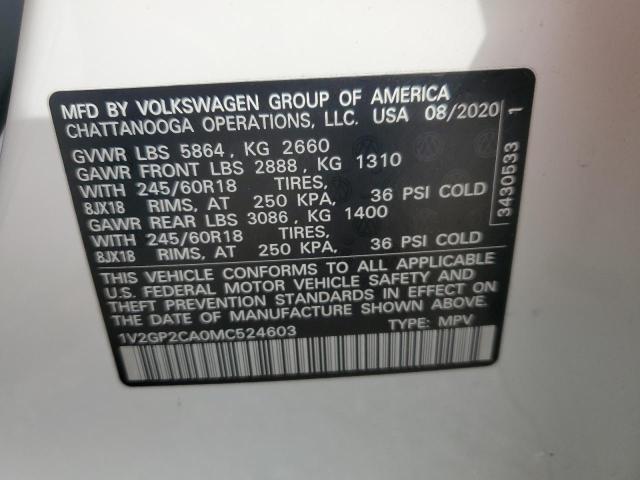 MFD BY VOLKSWAGEN GROUP OF AMERICA
CHATTANOOGA OPERATIONS, LLC. USA 08/2020
GVWR LBS 5864, KG 2660
GAWR FRONT LBS 2888, KG 1310
WITH 245/60R18 TIRES,
8JX18 RIMS, AT 250 KPA, 36 PSI COLD
GAWR REAR LBS 3086, KG 1400
WITH 245/60R18 TIRES,
8JX18 RIMS, AT 250 KPA, 36 PSI COLD
THIS VEHICLE CONFORMS TO ALL APPLICABLE
U.S. FEDERAL MOTOR VEHICLE SAFETY AND
THEFT PREVENTION STANDARDS IN EFFECT ON
THE DATE OF MANUFACTURE SHOWN ABOVE.
1V2GP2CA0MC524603 TYPE: MPV
3430533 1